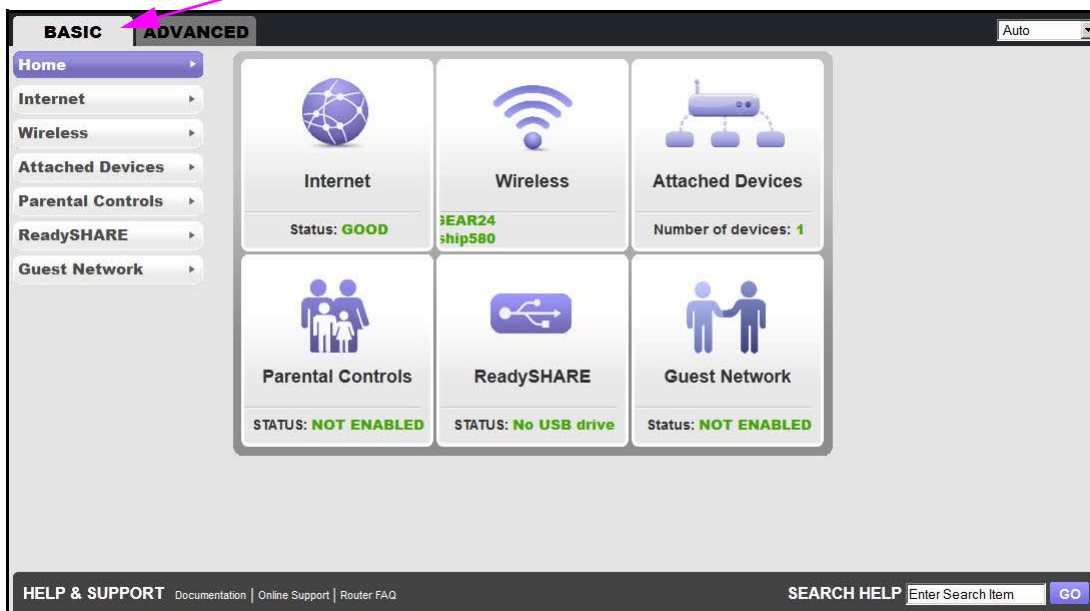 BASIC
ADVANCED
Auto
Home
Internet
Wireless
Attached Devices
Parental Controls
ReadySHARE
Guest Network
Internet
Status: GOOD
Wireless
GEAR24
ship580
Attached Devices
Number of devices: 1
Parental Controls
STATUS: NOT ENABLED
ReadySHARE
STATUS: No USB drive
Guest Network
Status: NOT ENABLED
HELP & SUPPORT Documentation | Online Support | Router FAQ
SEARCH HELP Enter Search Item GO